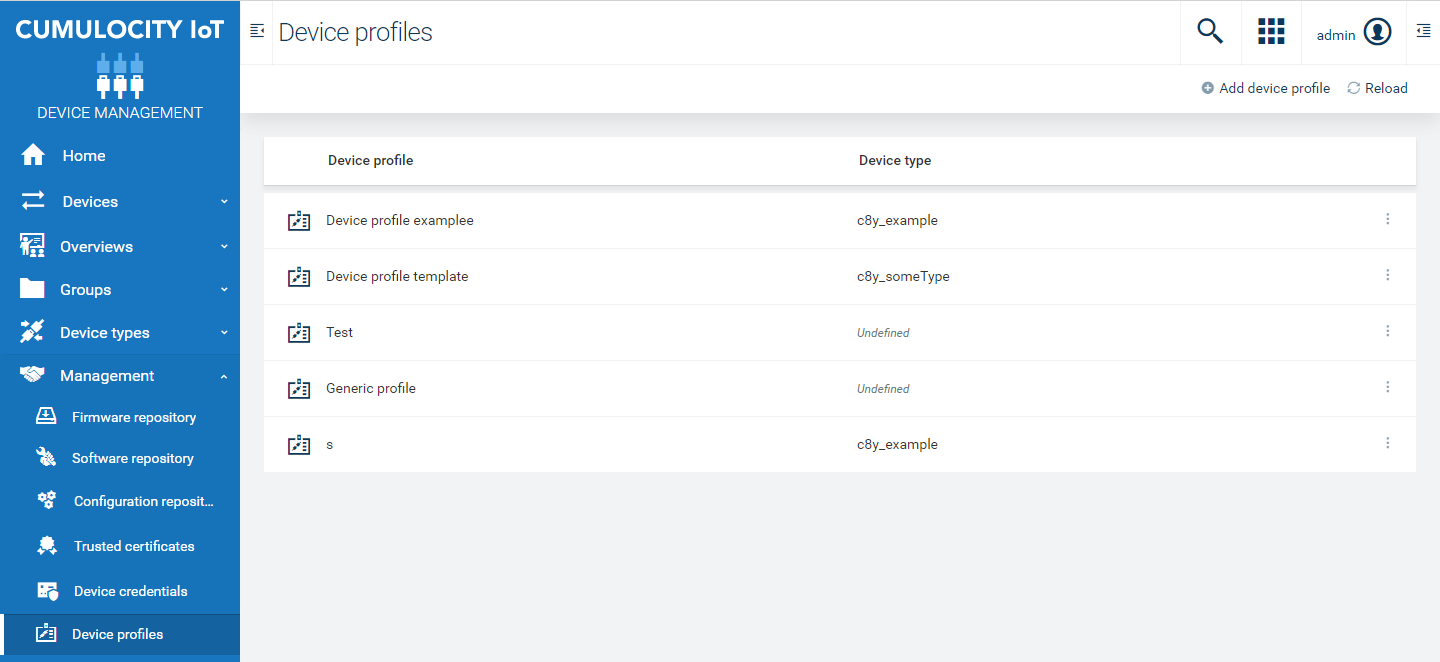 CUMULOCITY IoT
DEVICE MANAGEMENT
Home
Devices
Overviews
Groups
Device types
Management
Firmware repository
Software repository
Configuration reposit...
Trusted certificates
Device credentials
Device profiles
Device profiles
admin
Add device profile Reload
Device profile Device type
Device profile examplee c8y_example
Device profile template c8y_someType
Test Undefined
Generic profile Undefined
s c8y_example